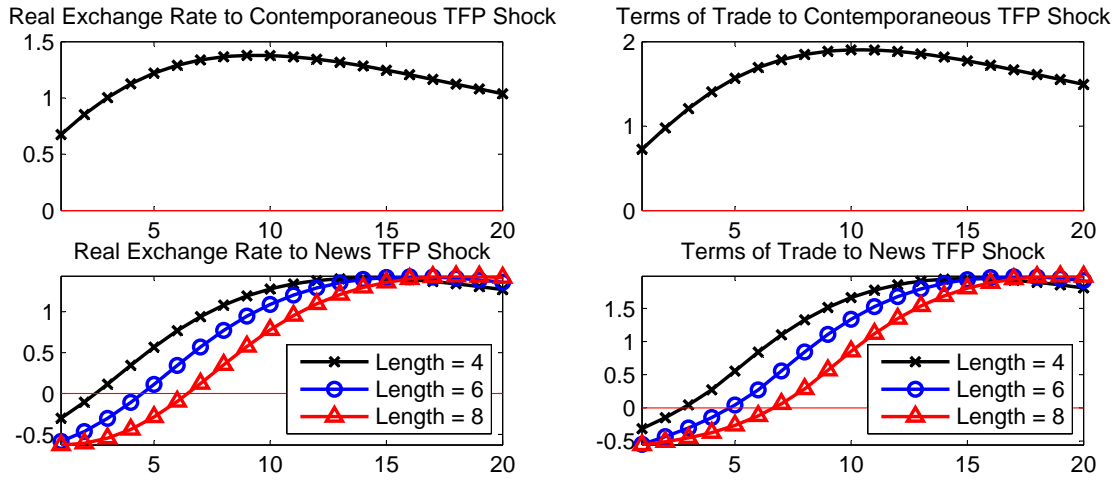 Real Exchange Rate to Contemporaneous TFP Shock
1.5
1
0.5
0
5 10 15 20
Terms of Trade to Contemporaneous TFP Shock
2
1
0
5 10 15 20
Real Exchange Rate to News TFP Shock
1
0.5
0
-0.5
5 10 15 20
Length = 4
Length = 6
Length = 8
Terms of Trade to News TFP Shock
1.5
1
0.5
0
-0.5
5 10 15 20
Length = 4
Length = 6
Length = 8